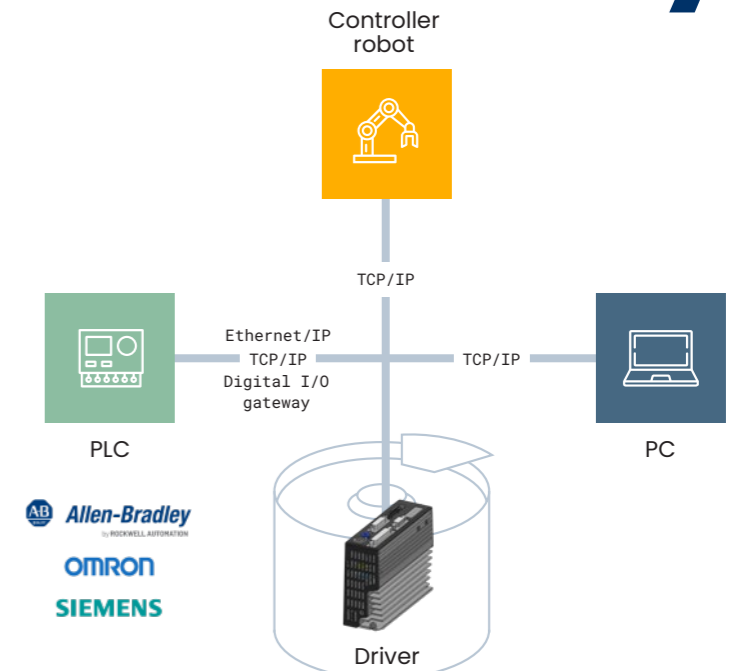 Controller
robot
TCP/IP
Ethernet/IP
TCP/IP
Digital I/O
gateway
TCP/IP
PLC
PC
AB
Allen-Bradley
by ROCKWELL AUTOMATION
OMRON
SIEMENS
Driver